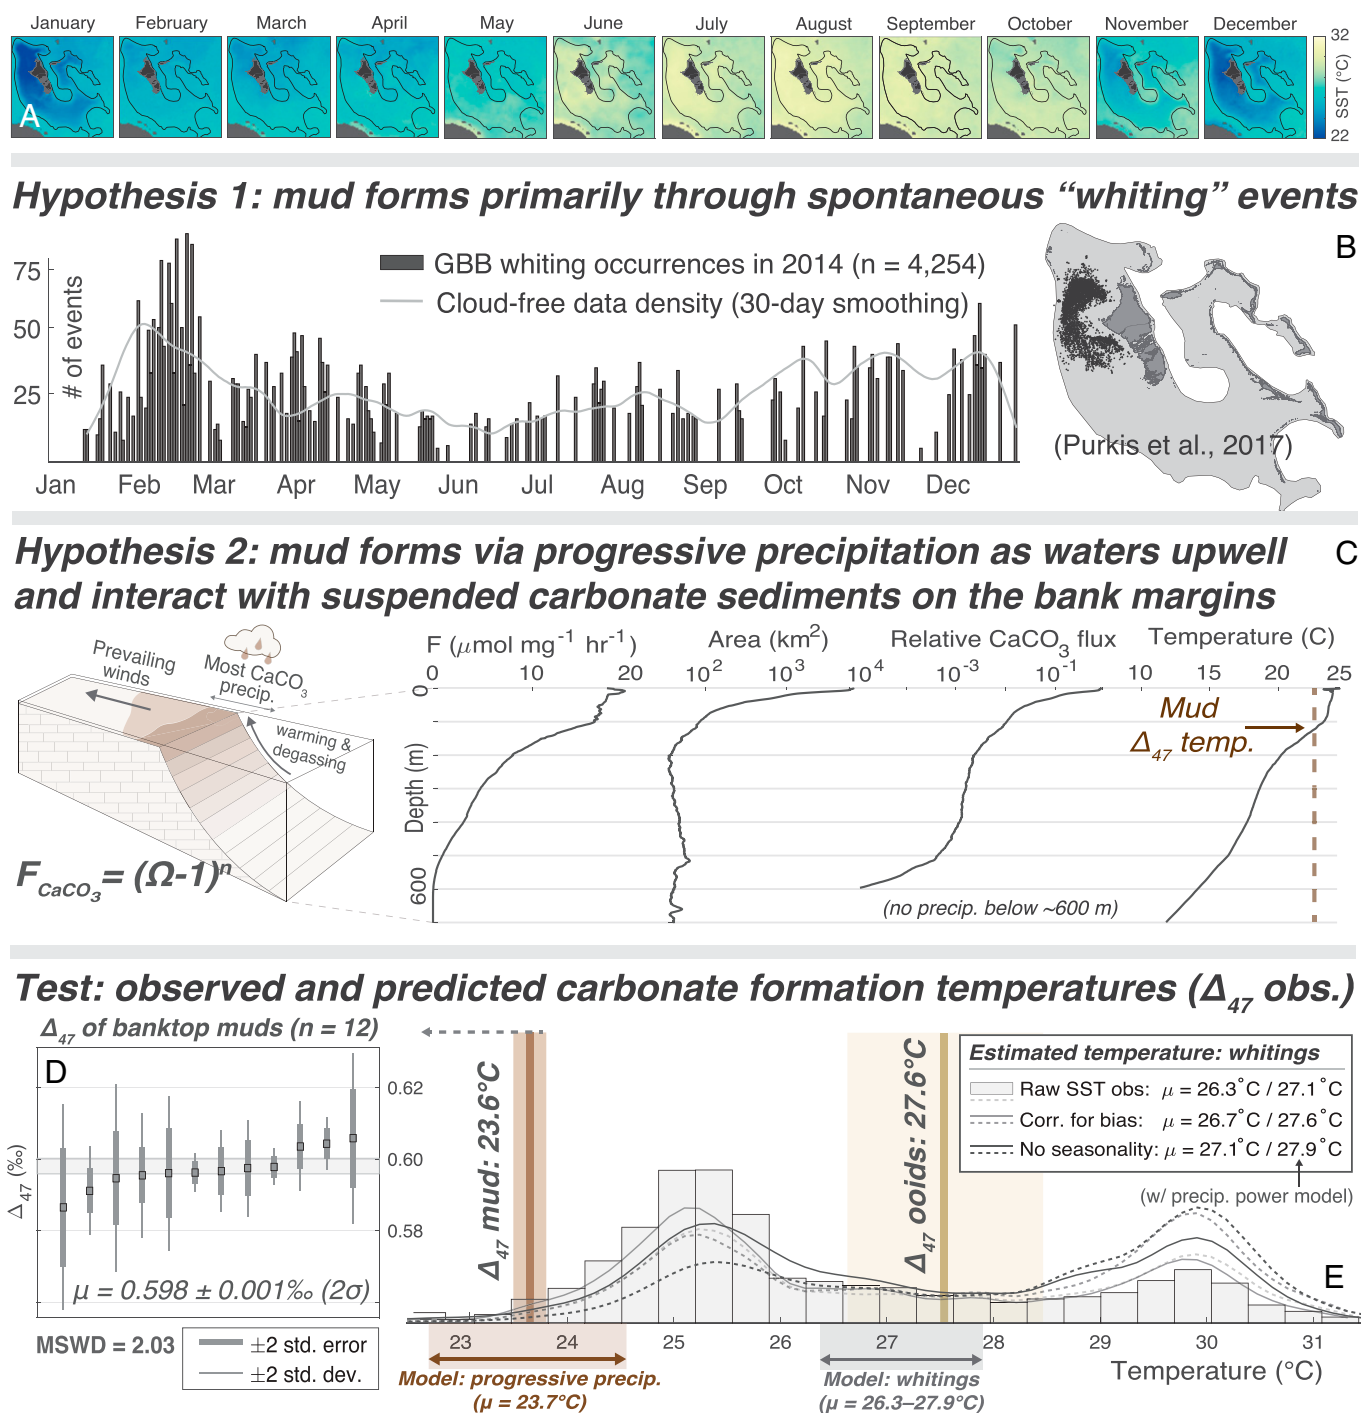 January February March April May June July August September October November December
32
SST (°C)
22
A
Hypothesis 1: mud forms primarily through spontaneous “whiting” events
B
75
50
25
# of events
GBB whiting occurrences in 2014 (n = 4,254)
Cloud-free data density (30-day smoothing)
(Purkis et al., 2017)
Jan Feb Mar Apr May Jun Jul Aug Sep Oct Nov Dec
Hypothesis 2: mud forms via progressive precipitation as waters upwell
C
and interact with suspended carbonate sediments on the bank margins
Prevailing
winds
Most CaCO3
precip.
warming &
degassing
FCaCO3 = (Ω-1)n
F (μmol mg-1 hr-1)
0 10 20
Area (km2)
10^2 10^3 10^4
Relative CaCO3 flux
10^-3 10^-1
Temperature (C)
10 15 20 25
0
Depth (m)
600
Mud
Δ47 temp.
(no precip. below ~600 m)
Test: observed and predicted carbonate formation temperatures (Δ47 obs.)
Δ47 of banktop muds (n = 12)
D
0.62
0.60
0.58
Δ47 (‰)
μ = 0.598 ± 0.001‰ (2σ)
MSWD = 2.03
±2 std. error
±2 std. dev.
Δ47 mud: 23.6°C
Δ47 ooids: 27.6°C
Estimated temperature: whitings
Raw SST obs: μ = 26.3°C / 27.1°C
Corr. for bias: μ = 26.7°C / 27.6°C
No seasonality: μ = 27.1°C / 27.9°C
(w/ precip. power model)
E
23 24 25 26 27 28 29 30 31
Temperature (°C)
Model: progressive precip.
(μ = 23.7°C)
Model: whitings
(μ = 26.3–27.9°C)